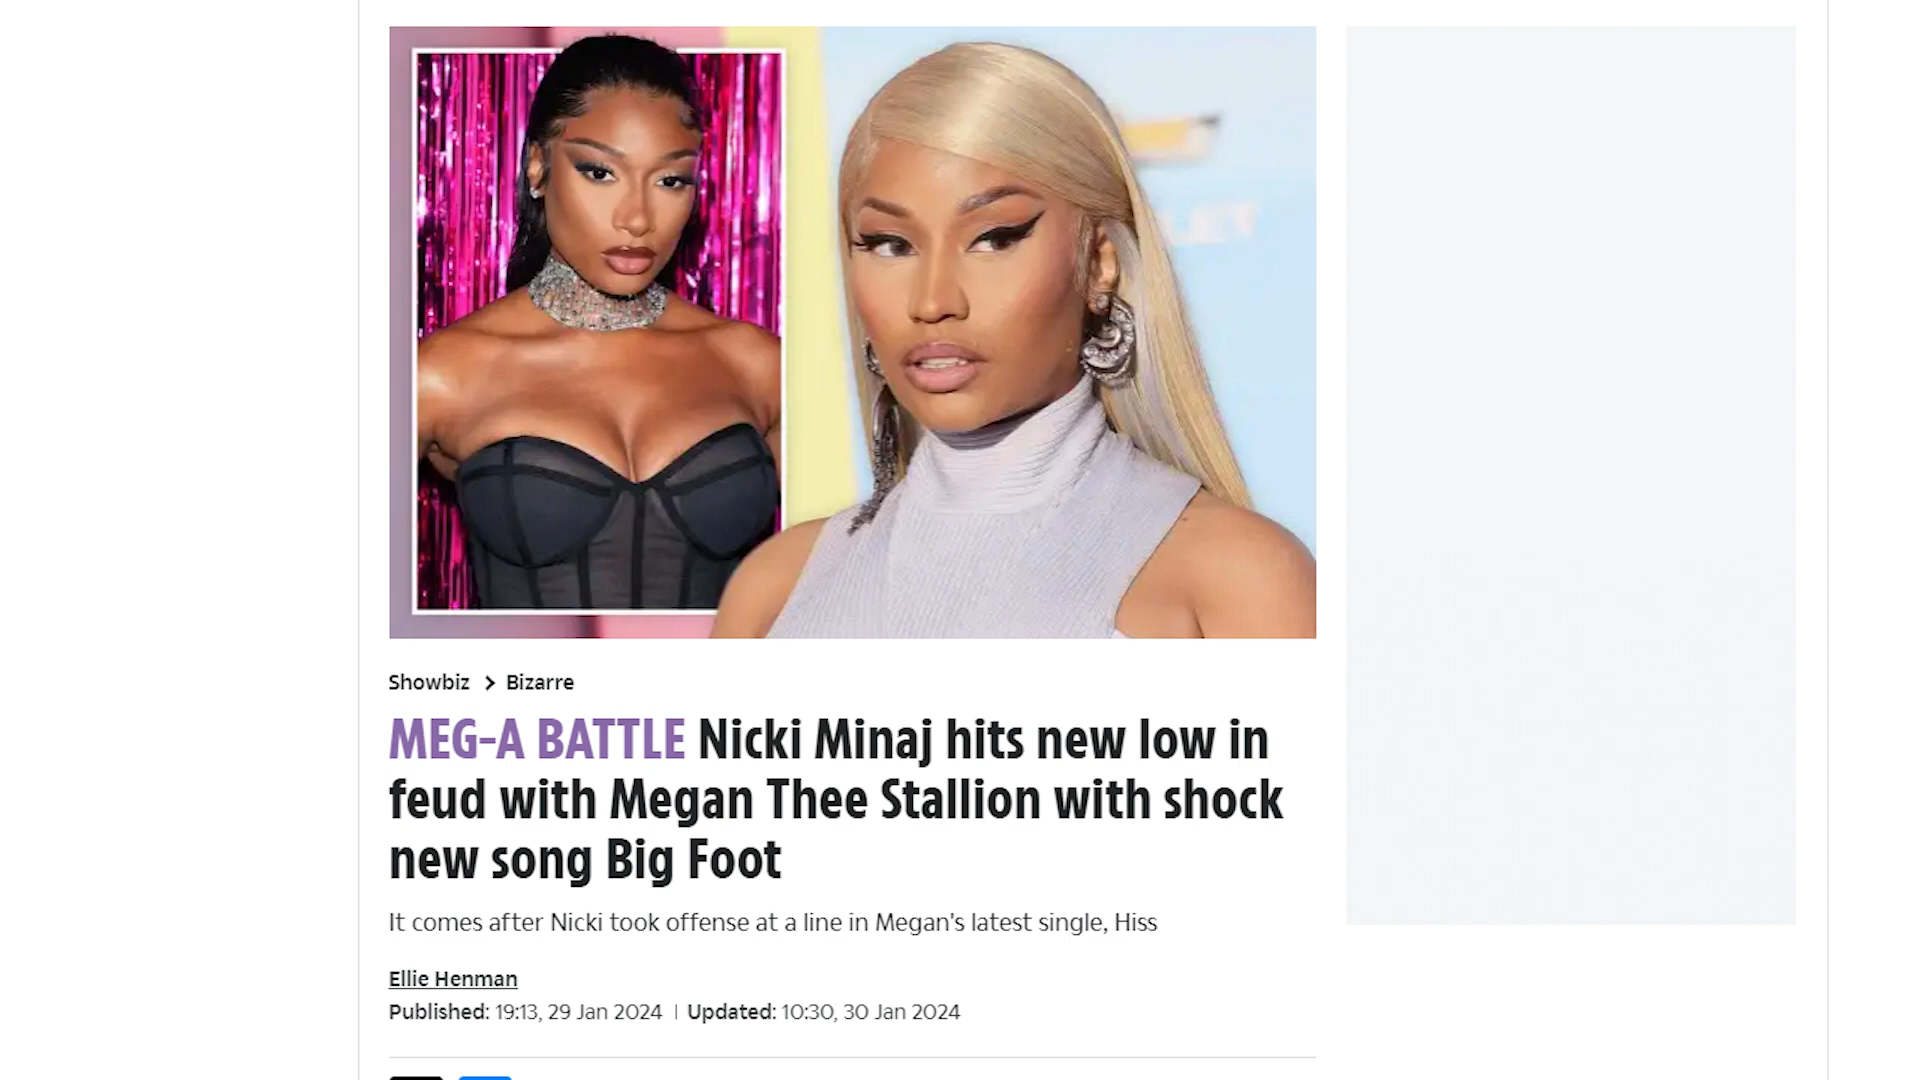 LEY
Showbiz > Bizarre
MEG-A BATTLE Nicki Minaj hits new low in
feud with Megan Thee Stallion with shock
new song Big Foot
It comes after Nicki took offense at a line in Megan's latest single, Hiss
Ellie Henman
Published: 19:13, 29 Jan 2024 | Updated: 10:30, 30 Jan 2024